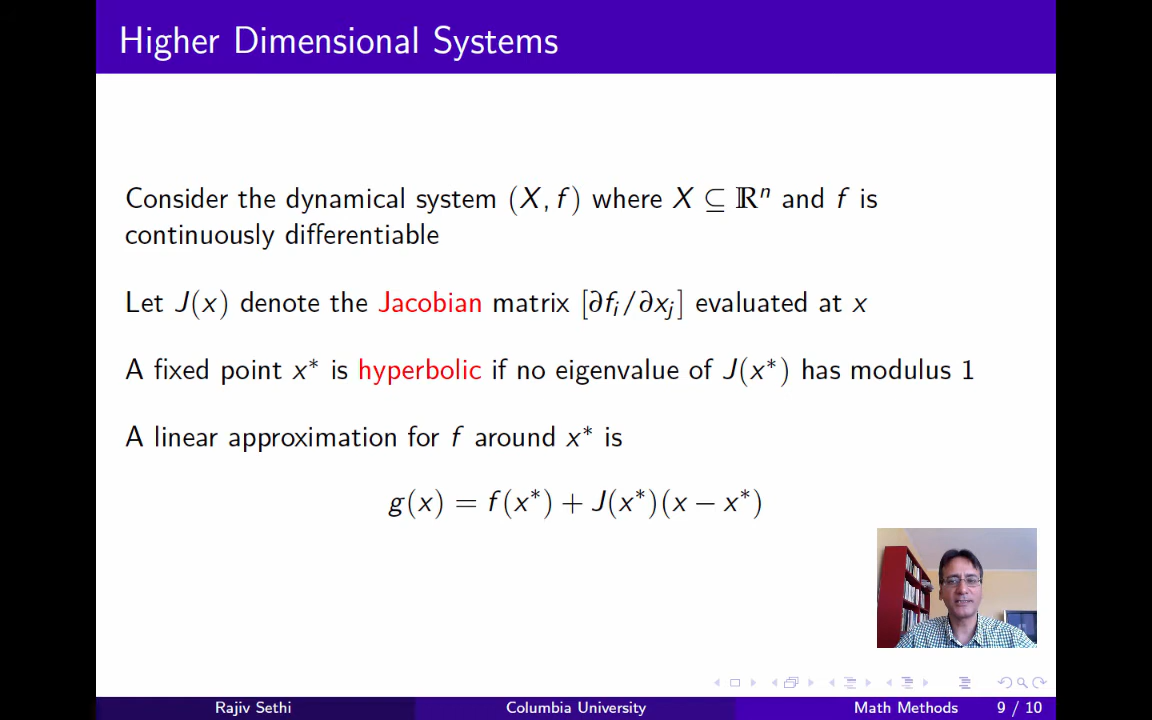 Higher Dimensional Systems
Consider the dynamical system (X, f) where X ⊆ ℝⁿ and f is
continuously differentiable
Let J(x) denote the Jacobian matrix [∂fᵢ/∂xⱼ] evaluated at x
A fixed point x* is hyperbolic if no eigenvalue of J(x*) has modulus 1
A linear approximation for f around x* is
g(x) = f(x*) + J(x*)(x − x*)
Rajiv Sethi Columbia University Math Methods 9 / 10